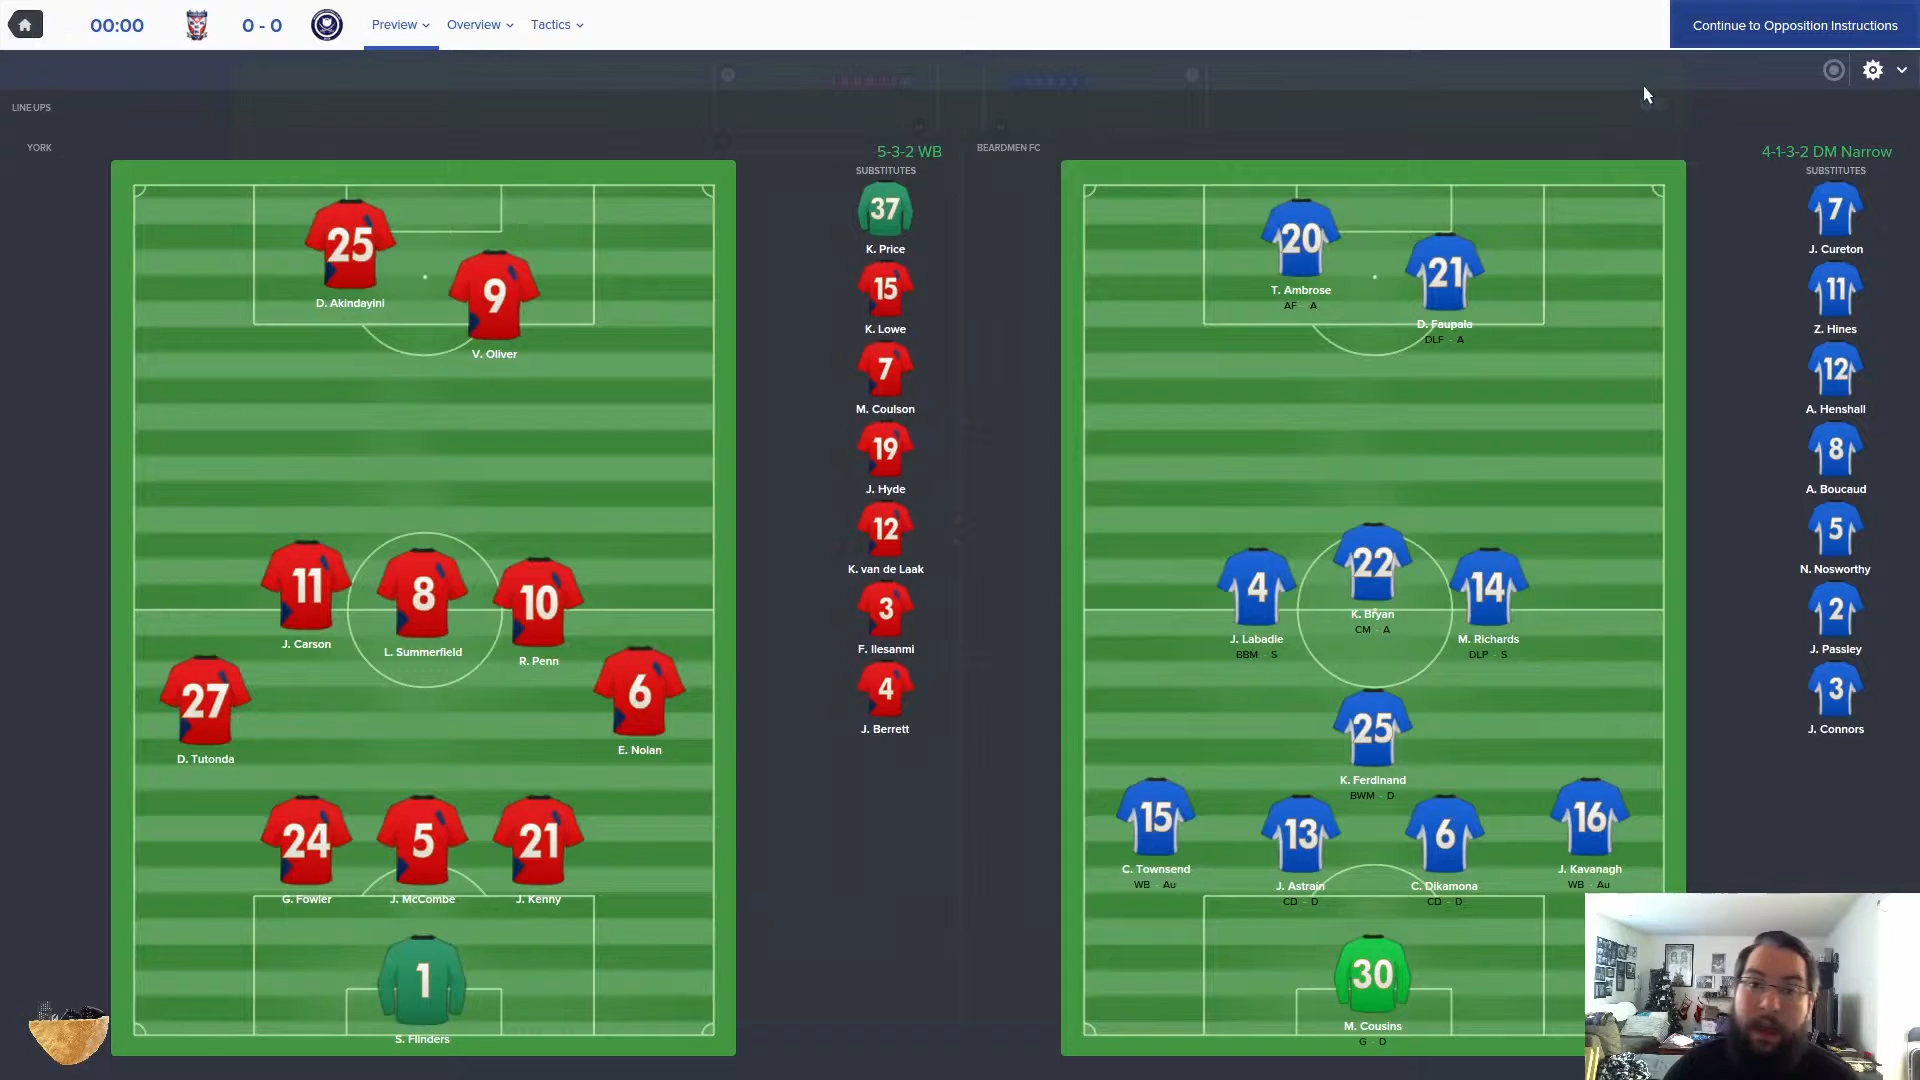 00:00
0 - 0
Preview
Overview
Tactics
Continue to Opposition Instructions
LINE UPS
YORK
5-3-2 WB
SUBSTITUTES
25
D. Akindayini
9
V. Oliver
11
J. Carson
8
L. Summerfield
10
R. Penn
27
D. Tutonda
6
E. Nolan
24
G. Fowler
5
J. McCombe
21
J. Kenny
1
S. Flinders
37
K. Price
15
K. Lowe
7
M. Coulson
19
J. Hyde
12
K. van de Laak
3
F. Ilesanmi
4
J. Berrett
BEARDMEN FC
4-1-3-2 DM Narrow
SUBSTITUTES
20
T. Ambrose
AF - A
21
D. Faupala
DLF - A
4
J. Labadie
BBM - S
22
K. Bryan
CM - A
14
M. Richards
DLP - S
25
K. Ferdinand
BWM - D
15
C. Townsend
WB - Au
13
J. Astrain
CD - D
6
C. Dikamona
CD - D
16
J. Kavanagh
WB - Au
30
M. Cousins
G - D
7
J. Cureton
11
Z. Hines
12
A. Henshall
8
A. Boucaud
5
N. Nosworthy
2
J. Passley
3
J. Connors